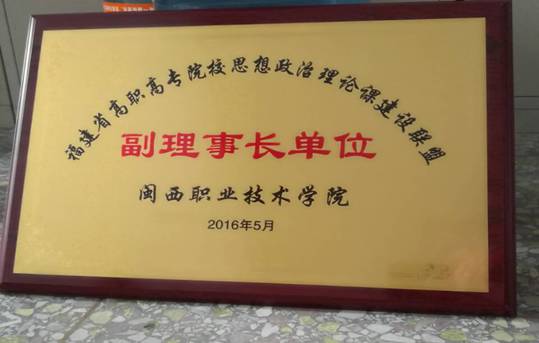 福建省高职高专院校思想政治理论课建设联盟
副理事长单位
闽西职业技术学院
2016年5月